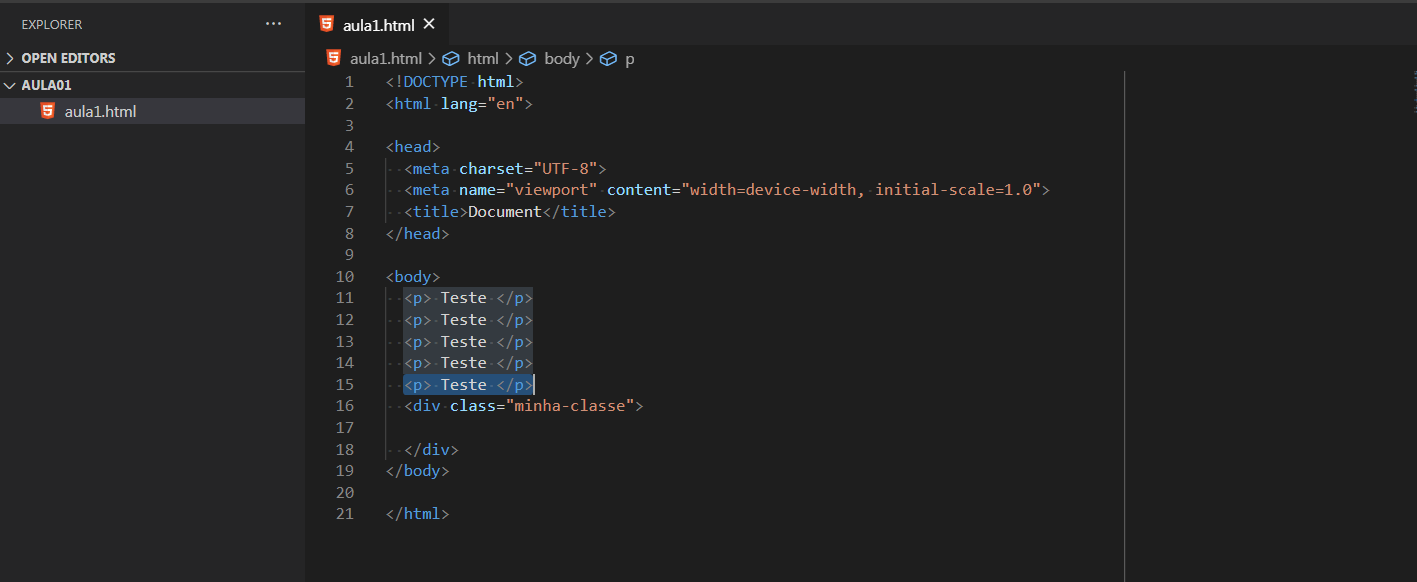 EXPLORER ...
OPEN EDITORS
AULA01
aula1.html
aula1.html
aula1.html > html > body > p
1 <!DOCTYPE html>
2 <html lang="en">
3
4 <head>
5 <meta charset="UTF-8">
6 <meta name="viewport" content="width=device-width, initial-scale=1.0">
7 <title>Document</title>
8 </head>
9
10 <body>
11 <p> Teste </p>
12 <p> Teste </p>
13 <p> Teste </p>
14 <p> Teste </p>
15 <p> Teste </p>
16 <div class="minha-classe">
17
18 </div>
19 </body>
20
21 </html>